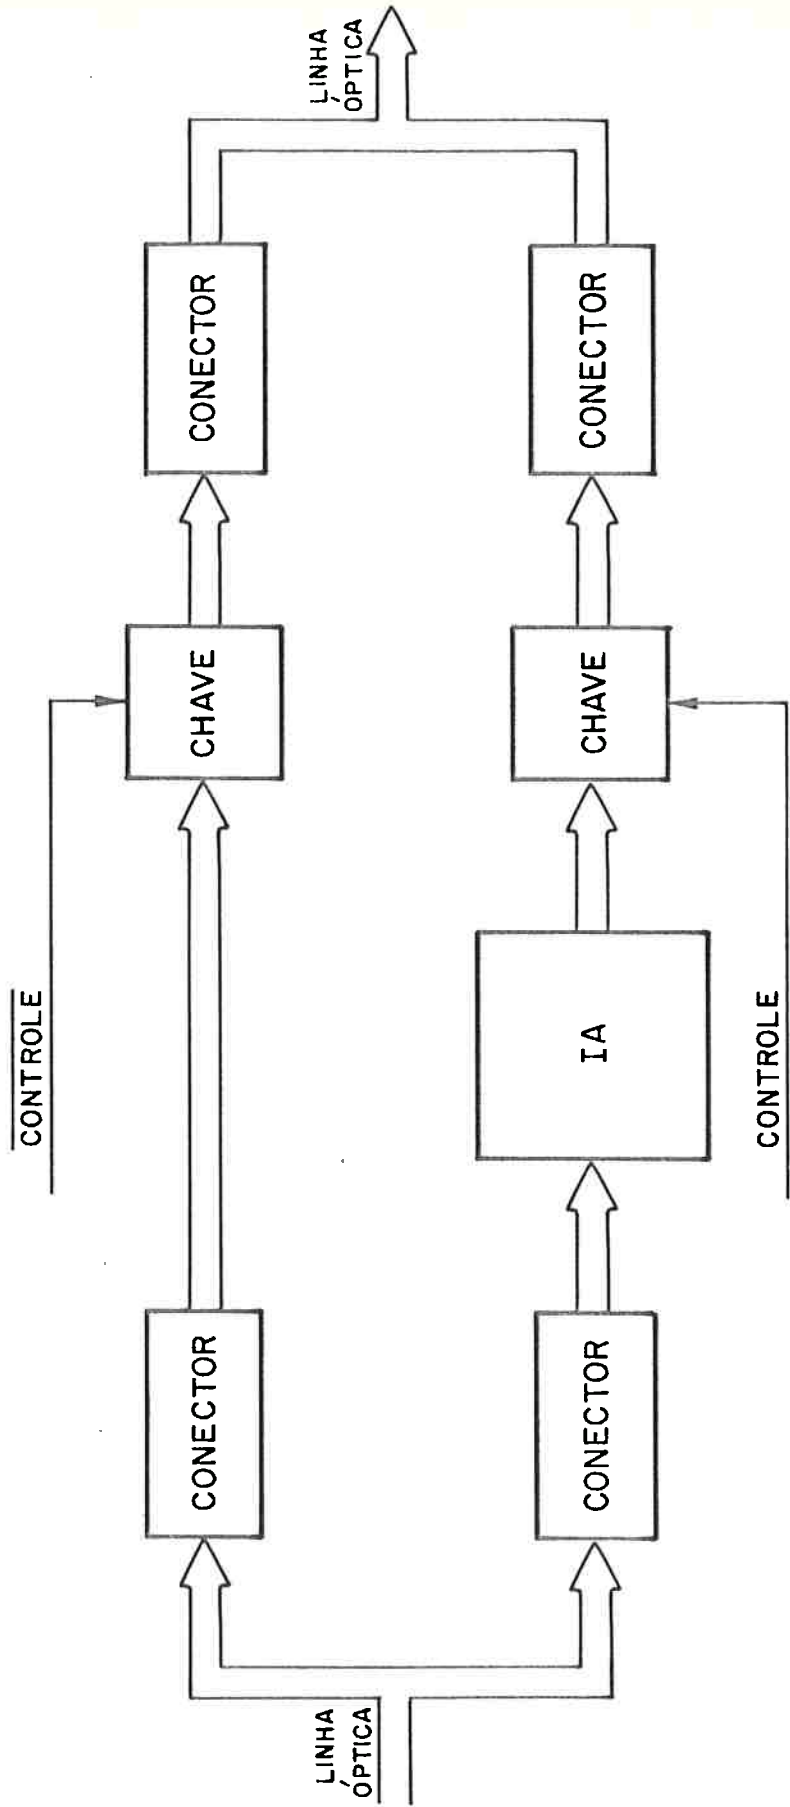 LINHA
ÓPTICA
CONECTOR
CONTROLE
CHAVE
CONECTOR
CONECTOR
IA
CHAVE
CONECTOR
CONTROLE
LINHA
ÓPTICA